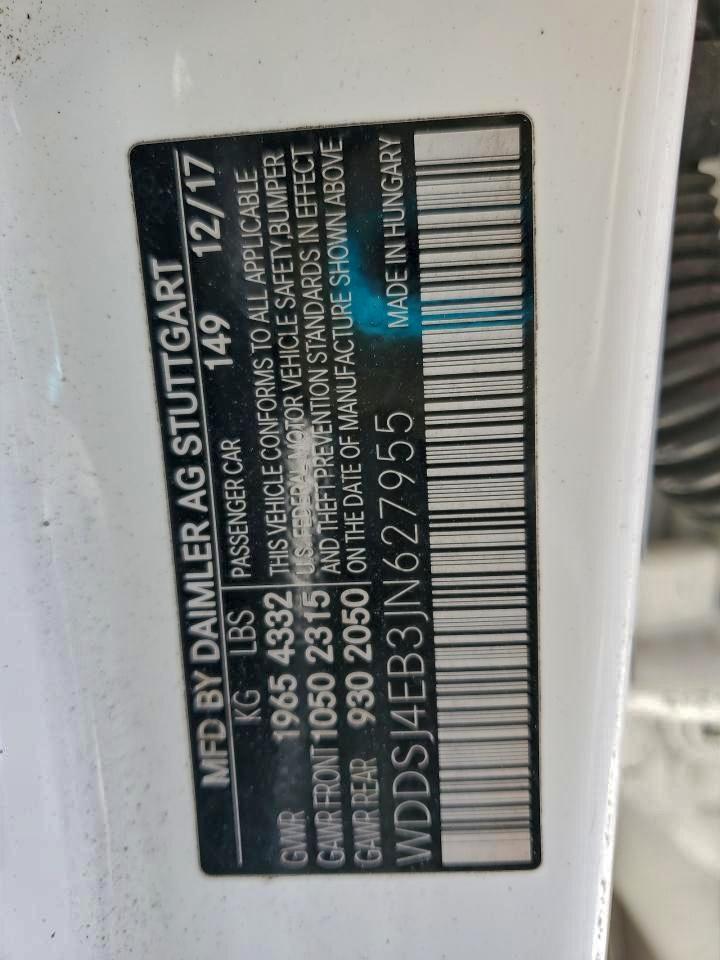 MFD BY DAIMLER AG STUTTGART
149 12/17
KG LBS PASSENGER CAR
GWR 1965 4332 THIS VEHICLE CONFORMS TO ALL APPLICABLE
GAWR FRONT 1050 2315 U.S. FEDERAL MOTOR VEHICLE SAFETY,BUMPER
GAWR REAR 930 2050 AND THEFT PREVENTION STANDARDS IN EFFECT
ON THE DATE OF MANUFACTURE SHOWN ABOVE
WDDSJ4EB3JN627955 MADE IN HUNGARY